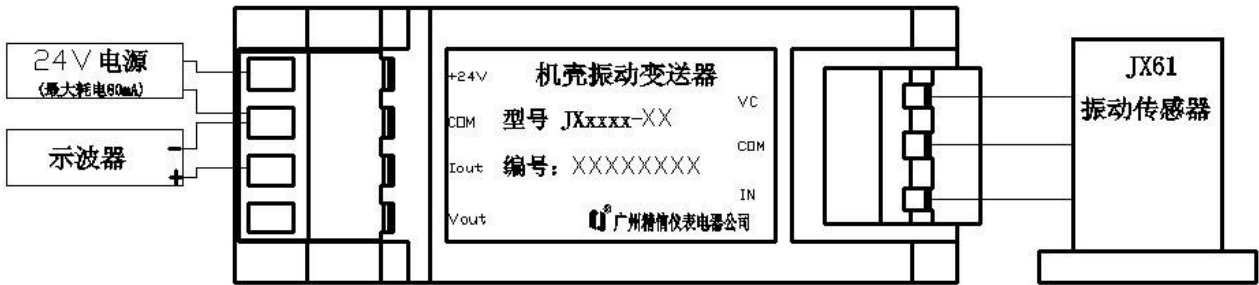 24V 电源
(最大耗电60mA)
示波器
-
+
+24V
COM
Iout
Vout
机壳振动变送器
型号 JXxxxx-XX
编号：XXXXXXXX
®广州精信仪表电器公司
VC
COM
IN
JX61
振动传感器